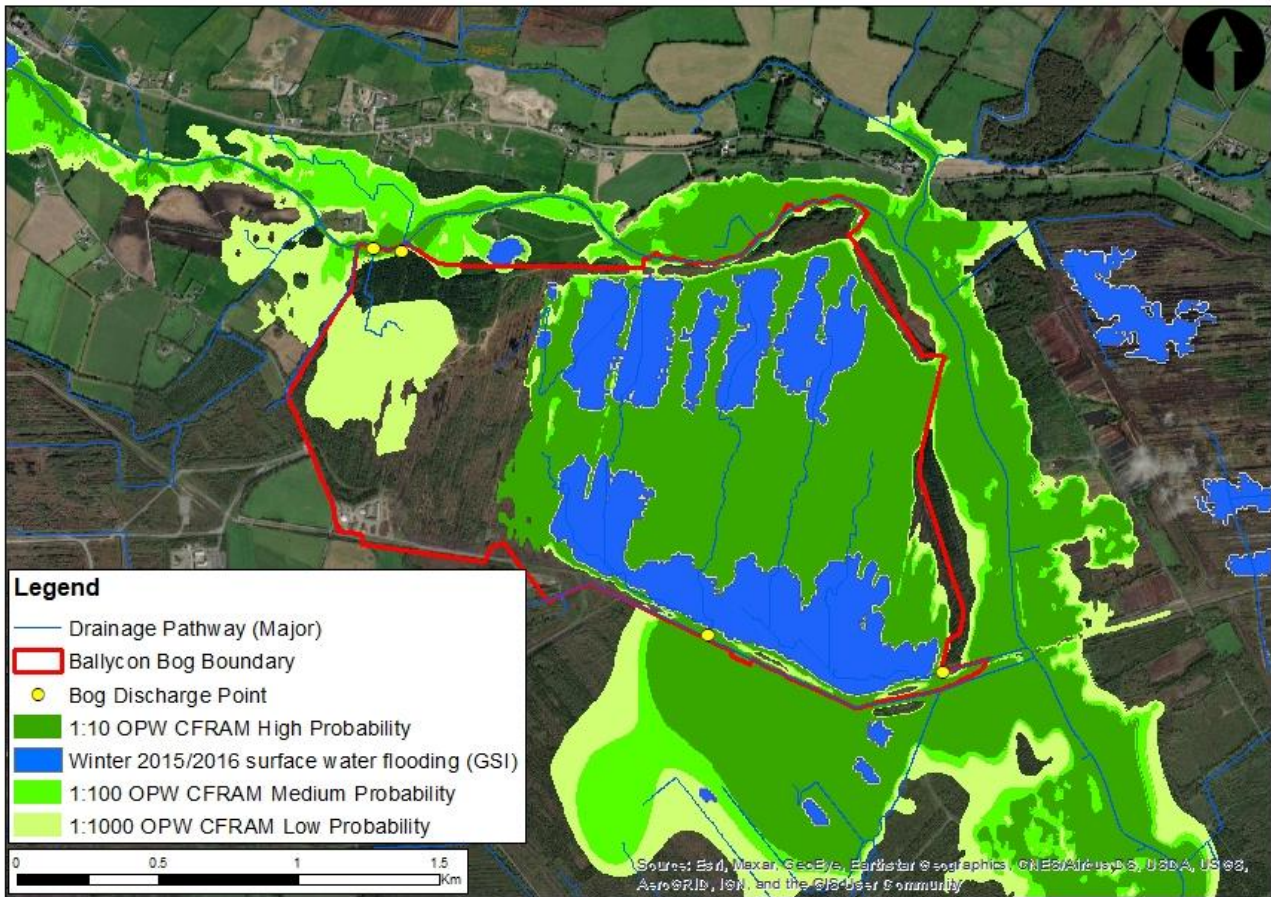 Legend
Drainage Pathway (Major)
Ballycon Bog Boundary
Bog Discharge Point
1:10 OPW CFRAM High Probability
Winter 2015/2016 surface water flooding (GSI)
1:100 OPW CFRAM Medium Probability
1:1000 OPW CFRAM Low Probability
0 0.5 1 1.5
Km
Source: Esri, Maxar, GeoEye, Earthstar Geographics, CNES/Airbus DS, USDA, USGS,
AeroGRID, IGN, and the GIS User Community